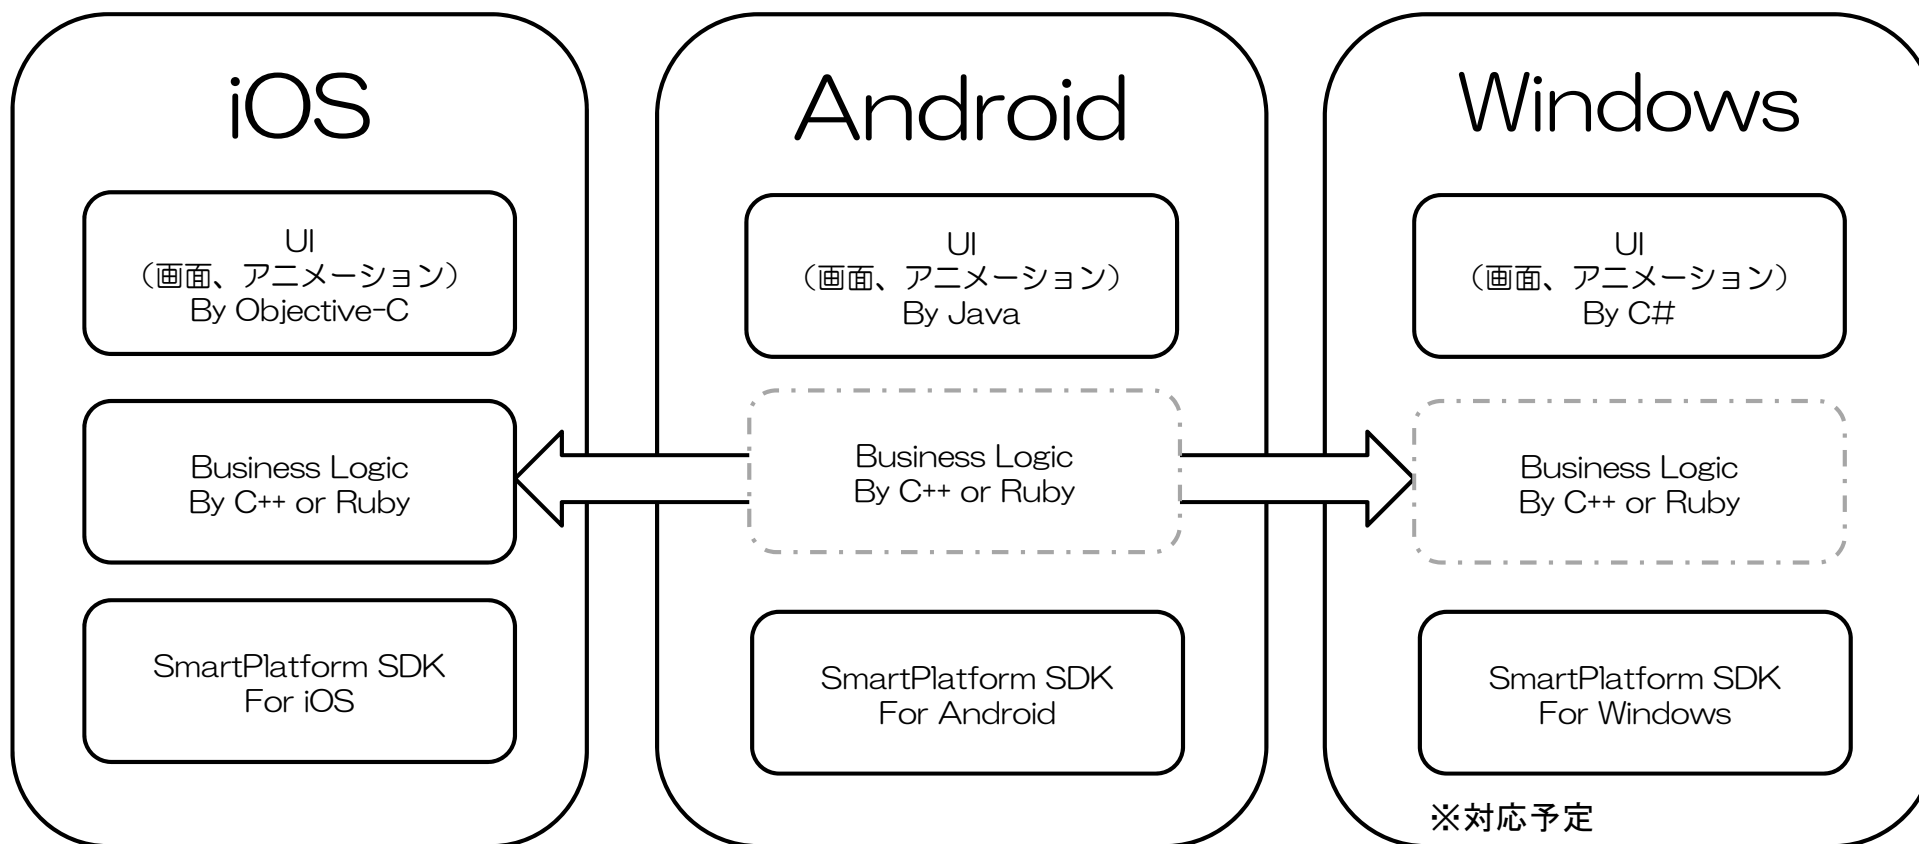 iOS
UI
（画面、アニメーション）
By Objective-C
Business Logic
By C++ or Ruby
SmartPlatform SDK
For iOS
Android
UI
（画面、アニメーション）
By Java
Business Logic
By C++ or Ruby
SmartPlatform SDK
For Android
Windows
UI
（画面、アニメーション）
By C#
Business Logic
By C++ or Ruby
SmartPlatform SDK
For Windows
※対応予定